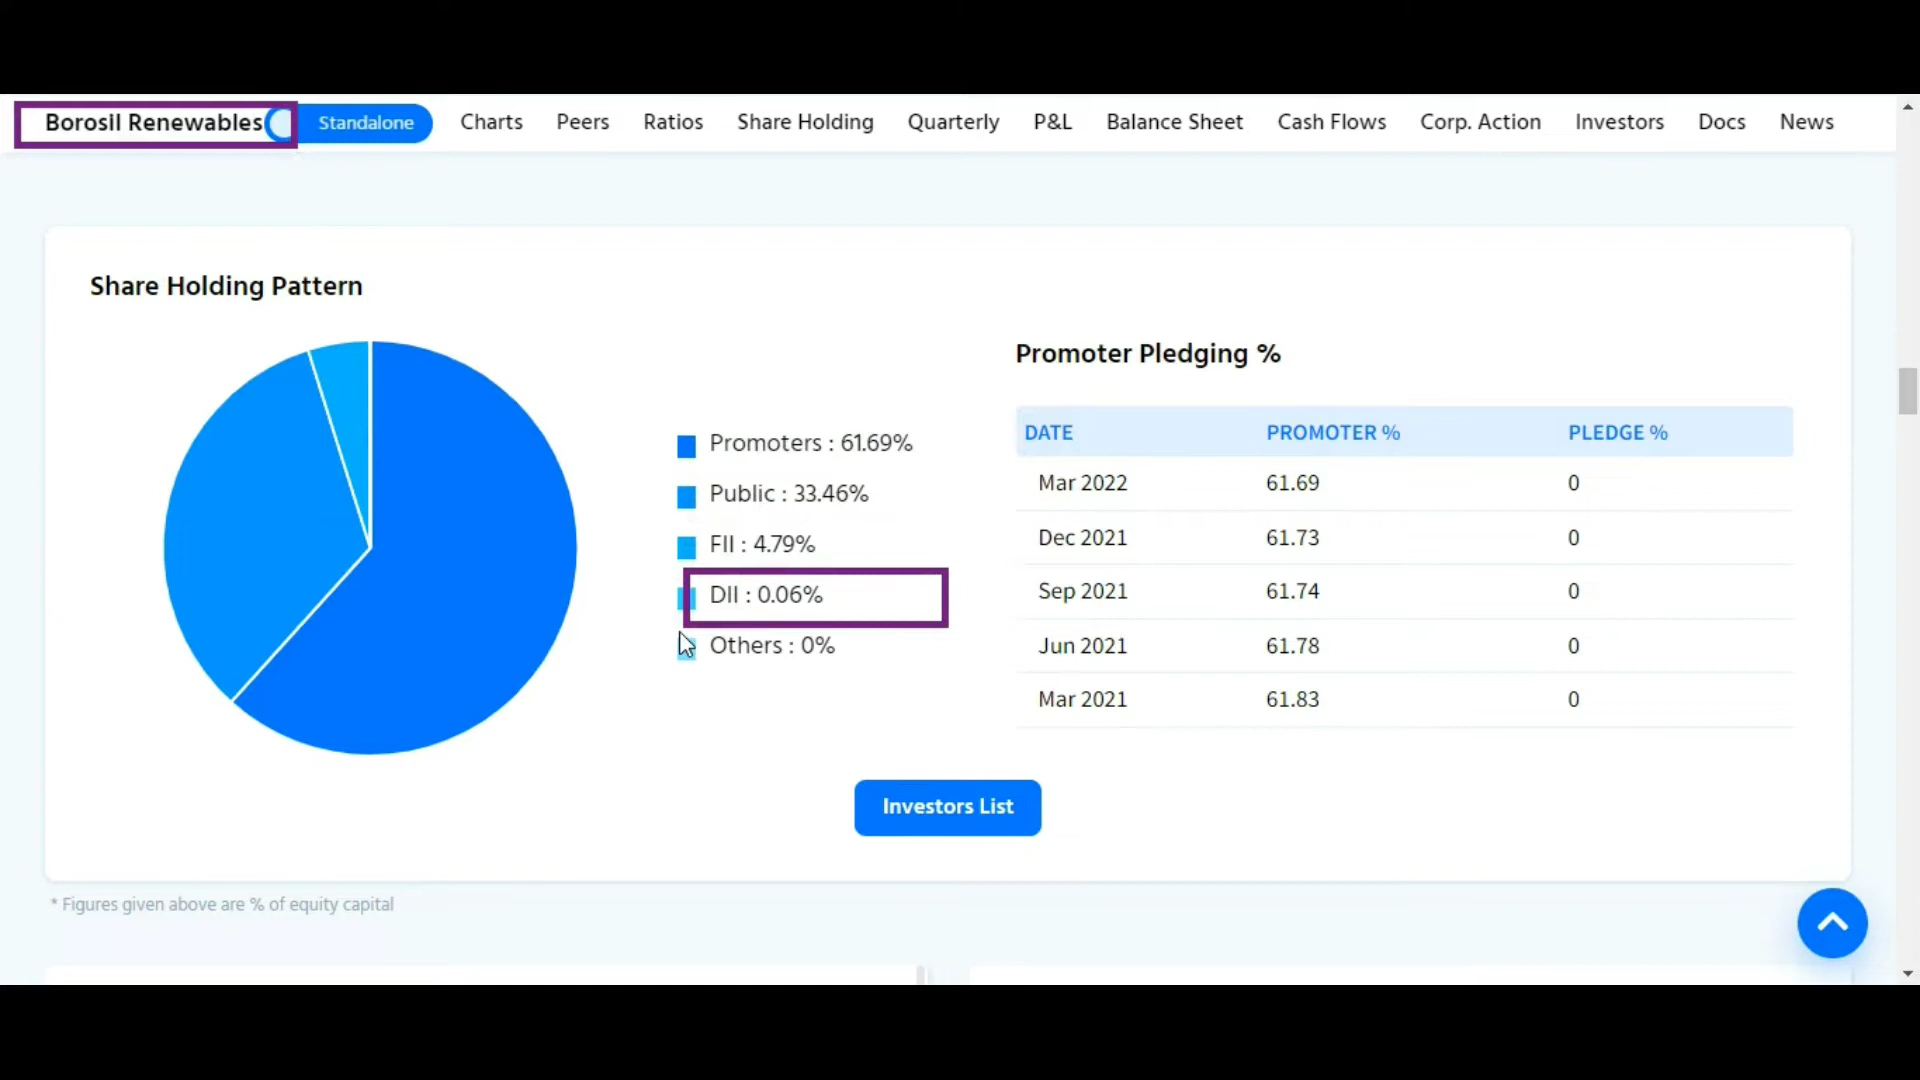 Borosil Renewables Standalone Charts Peers Ratios Share Holding Quarterly P&L Balance Sheet Cash Flows Corp. Action Investors Docs News
Share Holding Pattern
Promoters : 61.69%
Public : 33.46%
FII : 4.79%
DII : 0.06%
Others : 0%
Promoter Pledging %
DATE PROMOTER % PLEDGE %
Mar 2022 61.69 0
Dec 2021 61.73 0
Sep 2021 61.74 0
Jun 2021 61.78 0
Mar 2021 61.83 0
Investors List
* Figures given above are % of equity capital